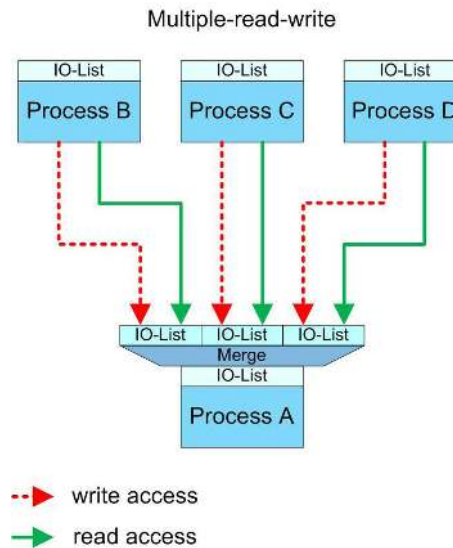 Multiple-read-write
IO-List IO-List IO-List
Process B Process C Process D
IO-List IO-List IO-List
Merge
IO-List
Process A
write access
read access